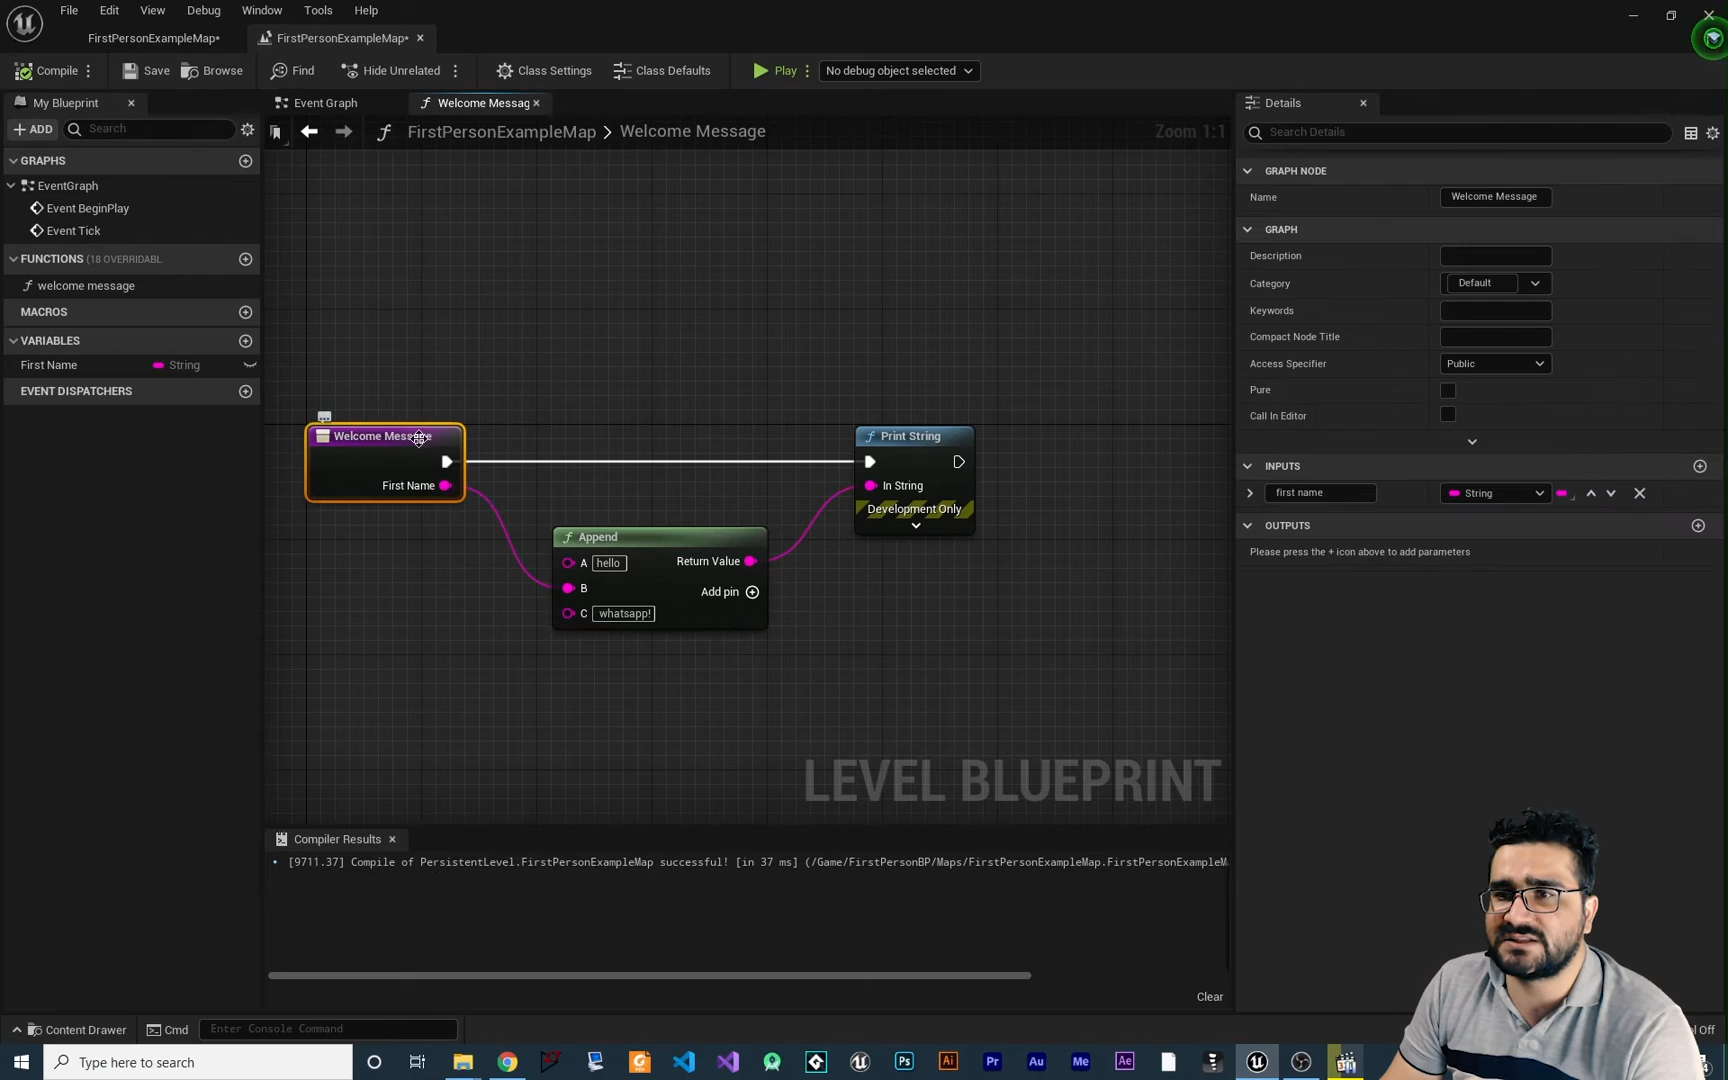 File Edit View Debug Window Tools Help
FirstPersonExampleMap* FirstPersonExampleMap*
Compile Save Browse Find Hide Unrelated Class Settings Class Defaults Play No debug object selected
My Blueprint
ADD Search
GRAPHS
EventGraph
Event BeginPlay
Event Tick
FUNCTIONS (18 OVERRIDABL
welcome message
MACROS
VARIABLES
First Name String
EVENT DISPATCHERS
Event Graph Welcome Messag
FirstPersonExampleMap > Welcome Message
Zoom 1:1
Welcome Message
First Name
Append
A hello Return Value
B Add pin
C whatsapp!
Print String
In String
Development Only
LEVEL BLUEPRINT
Compiler Results
[9711.37] Compile of PersistentLevel.FirstPersonExampleMap successful! [in 37 ms] (/Game/FirstPersonBP/Maps/FirstPersonExampleMap.FirstPersonExampleM
Clear
Details
Search Details
GRAPH NODE
Name Welcome Message
GRAPH
Description
Category Default
Keywords
Compact Node Title
Access Specifier Public
Pure
Call In Editor
INPUTS
first name String
OUTPUTS
Please press the + icon above to add parameters
Content Drawer Cmd Enter Console Command
Off
Type here to search
Ps Ai Pr Au Me Ae